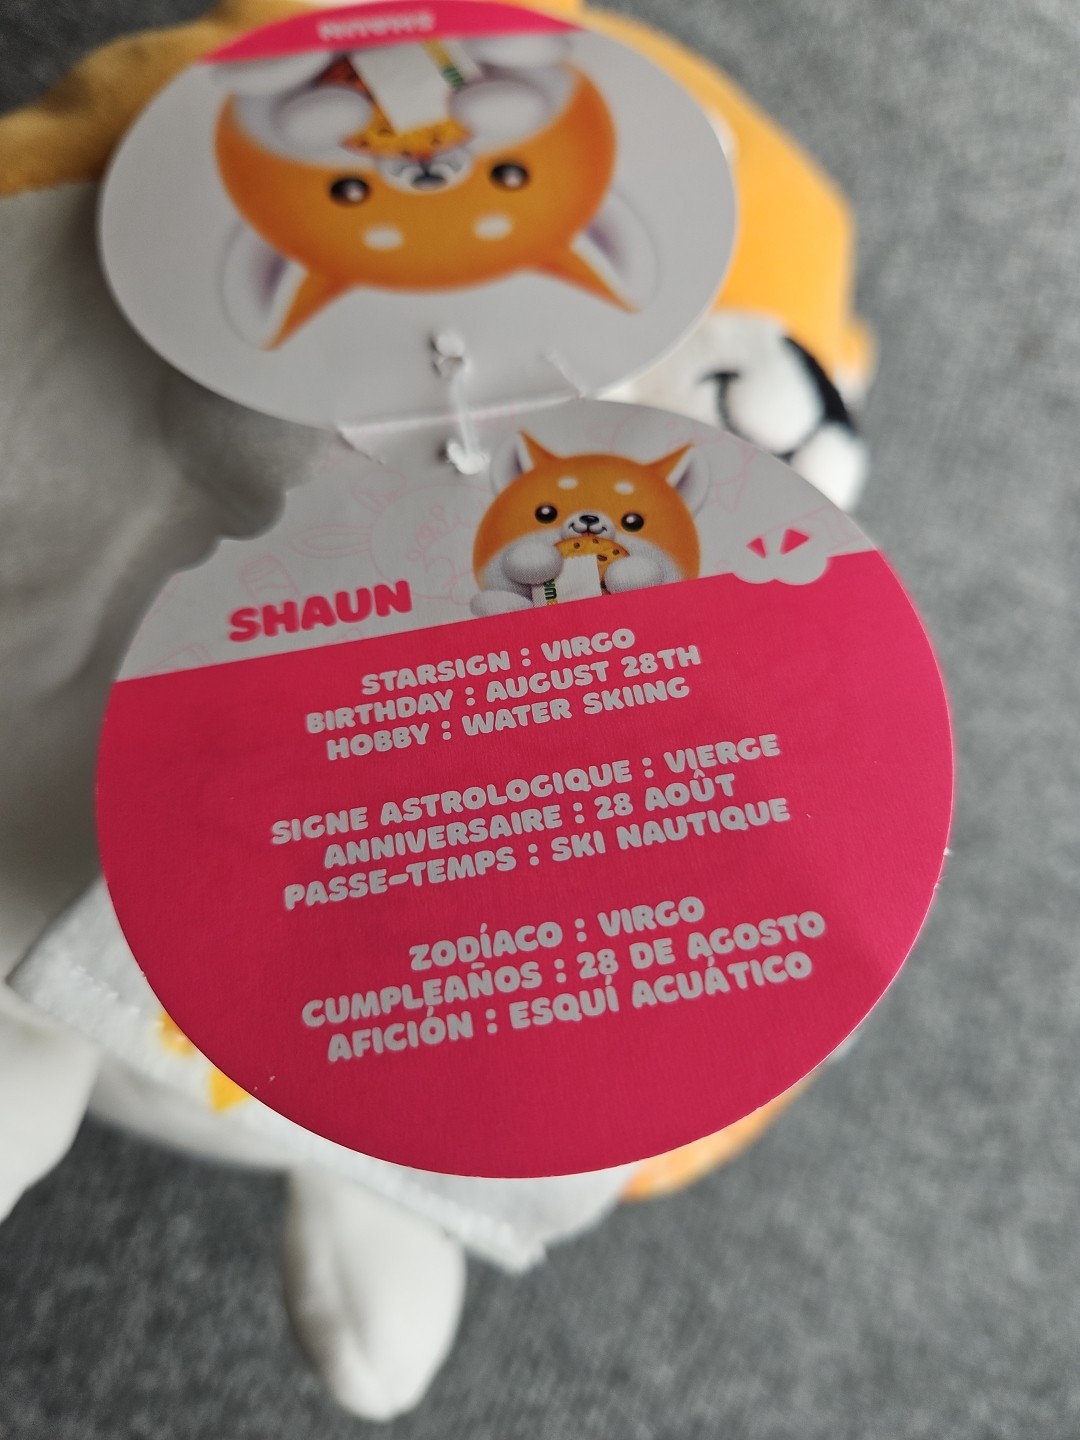 SHAUN
STARSIGN : VIRGO
BIRTHDAY : AUGUST 28TH
HOBBY : WATER SKIING
SIGNE ASTROLOGIQUE : VIERGE
ANNIVERSAIRE : 28 AOÛT
PASSE-TEMPS : SKI NAUTIQUE
ZODÍACO : VIRGO
CUMPLEAÑOS : 28 DE AGOSTO
AFICIÓN : ESQUÍ ACUÁTICO